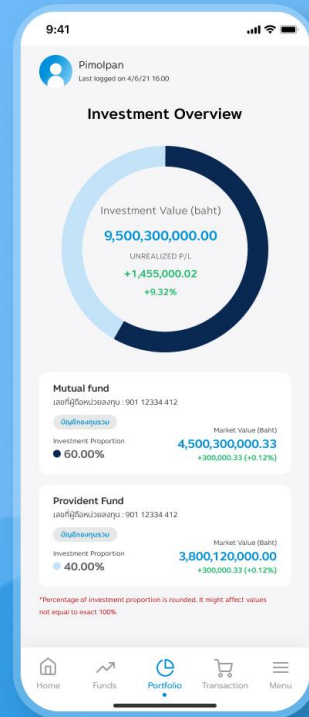 9:41
Pimolpan
Last logged on 4/6/21 16.00
Investment Overview
Investment Value (baht)
9,500,300,000.00
UNREALIZED P/L
+1,455,000.02
+9.32%
Mutual fund
เลขที่ผู้ถือหน่วยลงทุน : 901 12334 412
บัญชีกองทุนรวม
Investment Proportion
60.00%
Market Value (Baht)
4,500,300,000.33
+300,000.33 (+0.12%)
Provident Fund
เลขที่ผู้ถือหน่วยลงทุน : 901 12334 412
บัญชีกองทุนรวม
Investment Proportion
40.00%
Market Value (Baht)
3,800,120,000.00
+300,000.33 (+0.12%)
*Percentage of investment proportion is rounded. It might affect values
not equal to exact 100%
Home Funds Portfolio Transaction Menu